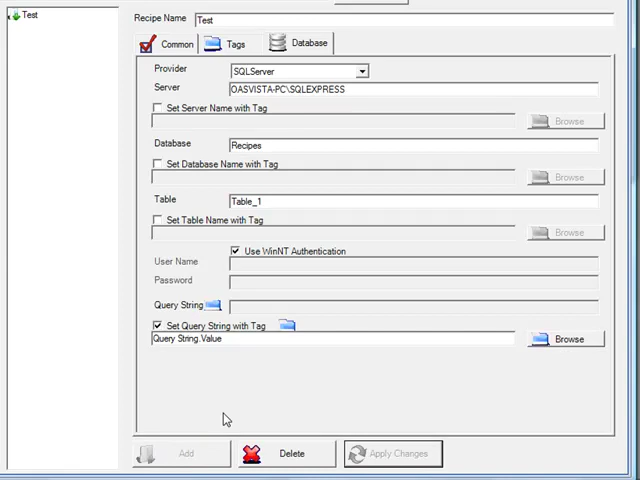 Test
Recipe Name Test
Common Tags Database
Provider SQLServer
Server OASVISTA-PC\SQLEXPRESS
Set Server Name with Tag
Browse
Database Recipes
Set Database Name with Tag
Browse
Table Table_1
Set Table Name with Tag
Browse
Use WinNT Authentication
User Name
Password
Query String
Set Query String with Tag
Query String.Value Browse
Add Delete Apply Changes